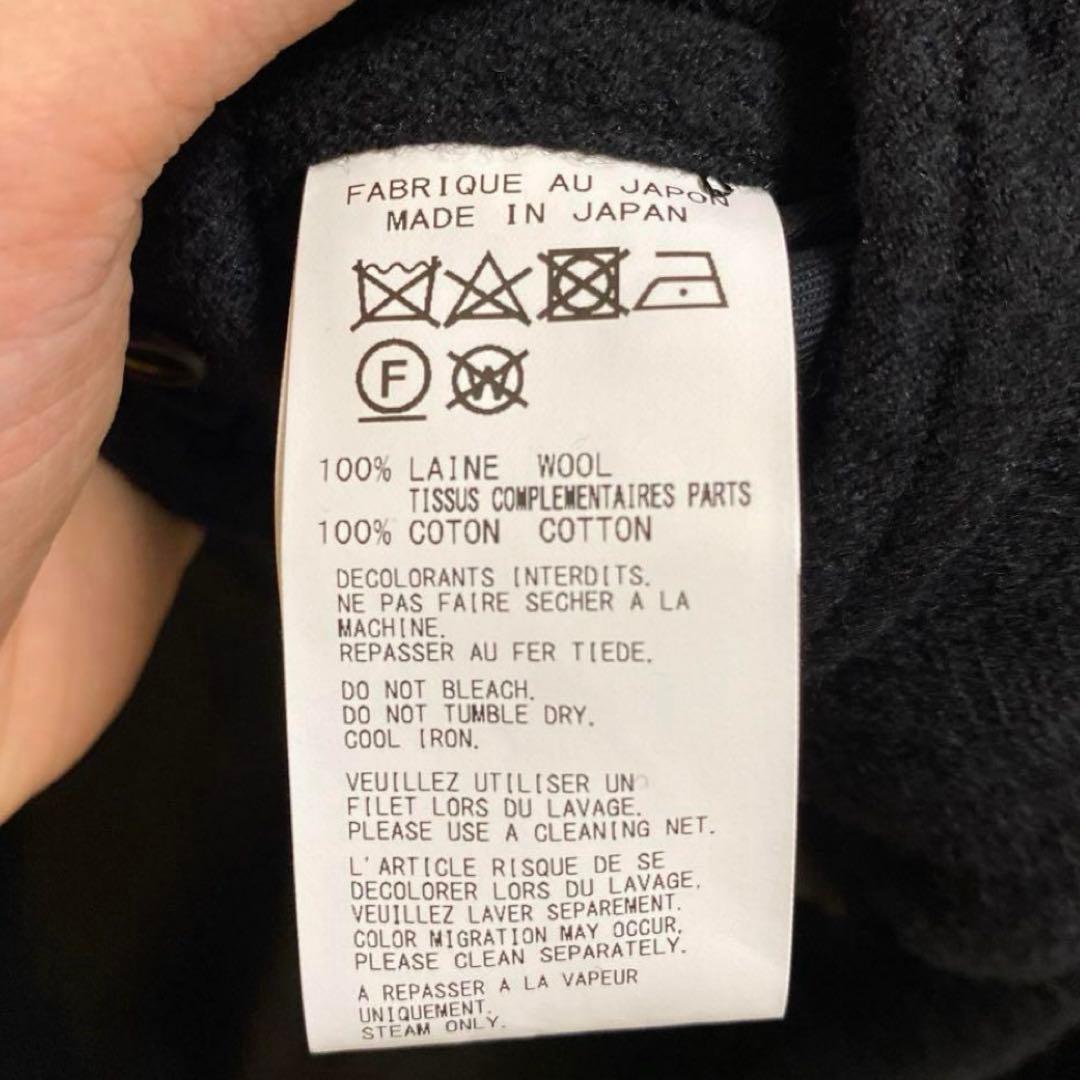 FABRIQUE AU JAPON
MADE IN JAPAN
F W
100% LAINE WOOL
TISSUS COMPLEMENTAIRES PARTS
100% COTON COTTON
DECOLORANTS INTERDITS.
NE PAS FAIRE SECHER A LA
MACHINE.
REPASSER AU FER TIEDE.
DO NOT BLEACH.
DO NOT TUMBLE DRY.
COOL IRON.
VEUILLEZ UTILISER UN
FILET LORS DU LAVAGE.
PLEASE USE A CLEANING NET.
L'ARTICLE RISQUE DE SE
DECOLORER LORS DU LAVAGE,
VEUILLEZ LAVER SEPAREMENT.
COLOR MIGRATION MAY OCCUR,
PLEASE CLEAN SEPARATELY.
A REPASSER A LA VAPEUR
UNIQUEMENT.
STEAM ONLY.